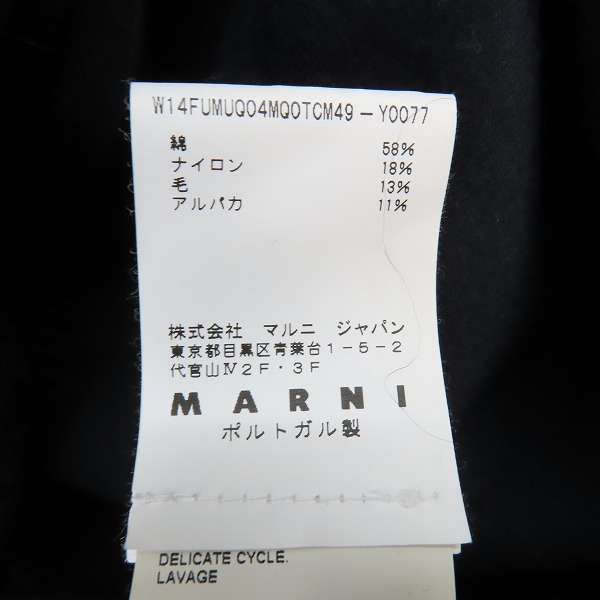 W14FUMUQ04MQ0TCM49-Y0077
綿 58%
ナイロン 18%
毛 13%
アルパカ 11%
株式会社 マルニ ジャパン
東京都目黒区青葉台1-5-2
代官山Ⅳ2F・3F
MARNI
ポルトガル製
DELICATE CYCLE.
LAVAGE